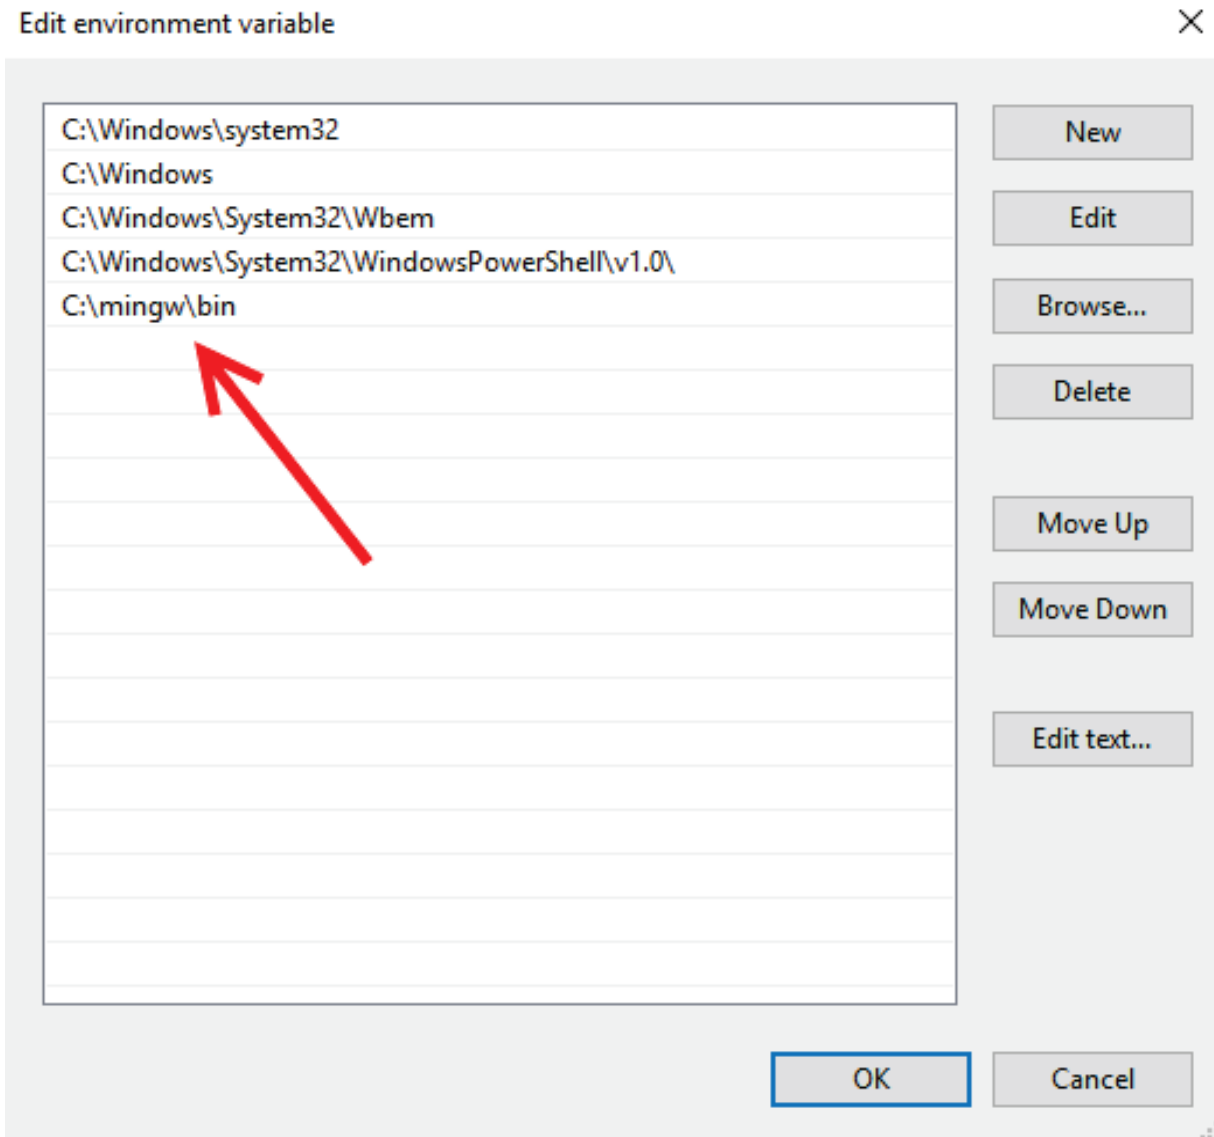 Edit environment variable
C:\Windows\system32
C:\Windows
C:\Windows\System32\Wbem
C:\Windows\System32\WindowsPowerShell\v1.0\
C:\mingw\bin
New
Edit
Browse...
Delete
Move Up
Move Down
Edit text...
OK
Cancel